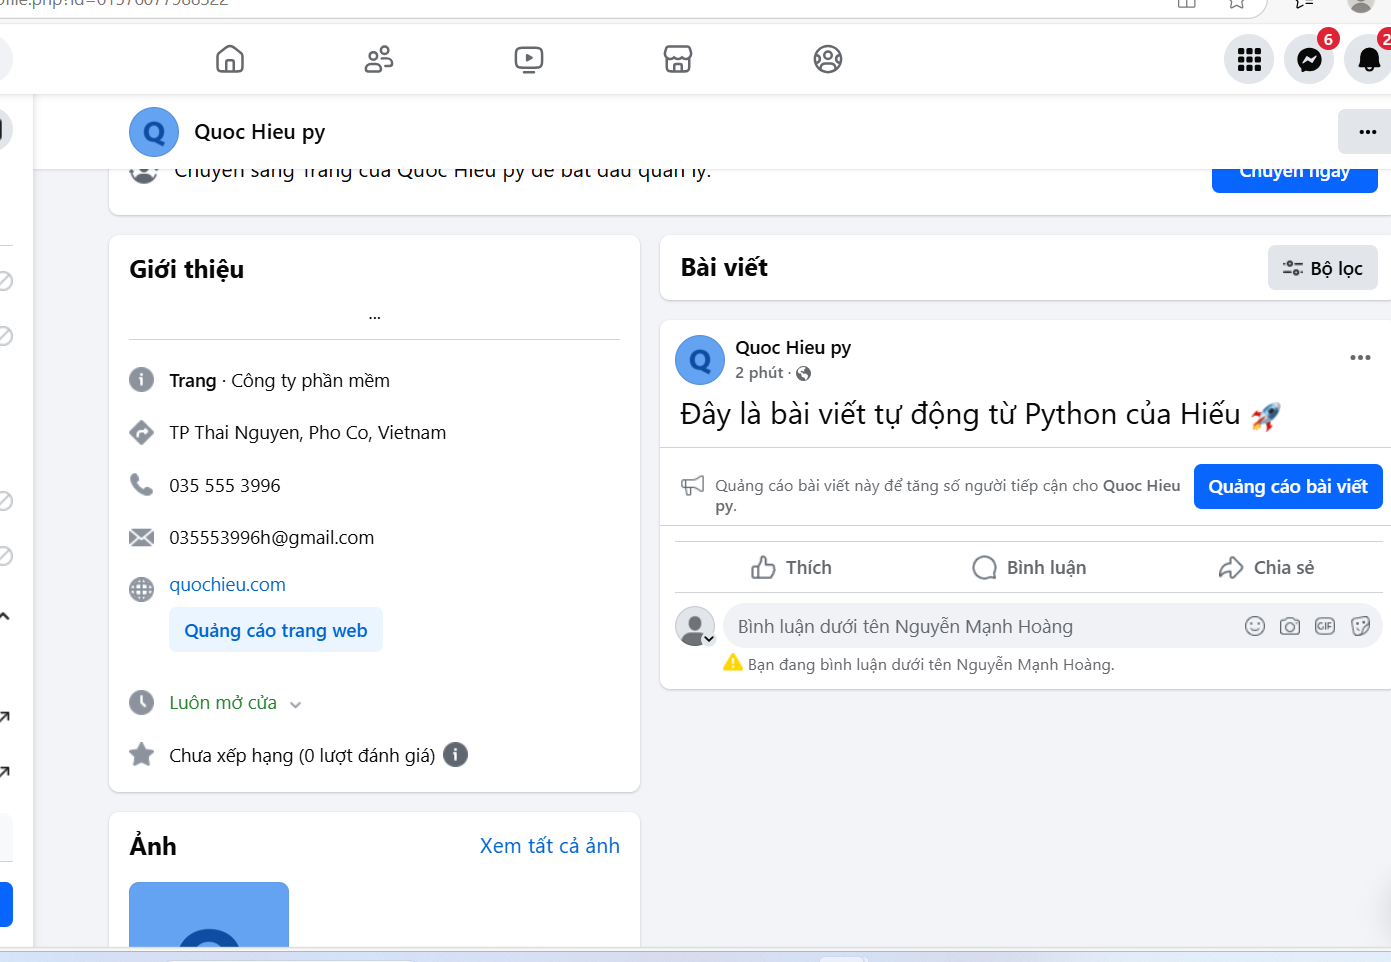 6
2
Quoc Hieu py
Chuyển sang Trang của Quoc Hieu py để bắt đầu quản lý.
Chuyển ngay
Giới thiệu
...
Trang · Công ty phần mềm
TP Thai Nguyen, Pho Co, Vietnam
035 555 3996
035553996h@gmail.com
quochieu.com
Quảng cáo trang web
Luôn mở cửa
Chưa xếp hạng (0 lượt đánh giá)
Ảnh
Xem tất cả ảnh
Bài viết
Bộ lọc
Quoc Hieu py
2 phút ·
Đây là bài viết tự động từ Python của Hiếu 🚀
Quảng cáo bài viết này để tăng số người tiếp cận cho Quoc Hieu
py.
Quảng cáo bài viết
Thích
Bình luận
Chia sẻ
Bình luận dưới tên Nguyễn Mạnh Hoàng
GIF
Bạn đang bình luận dưới tên Nguyễn Mạnh Hoàng.